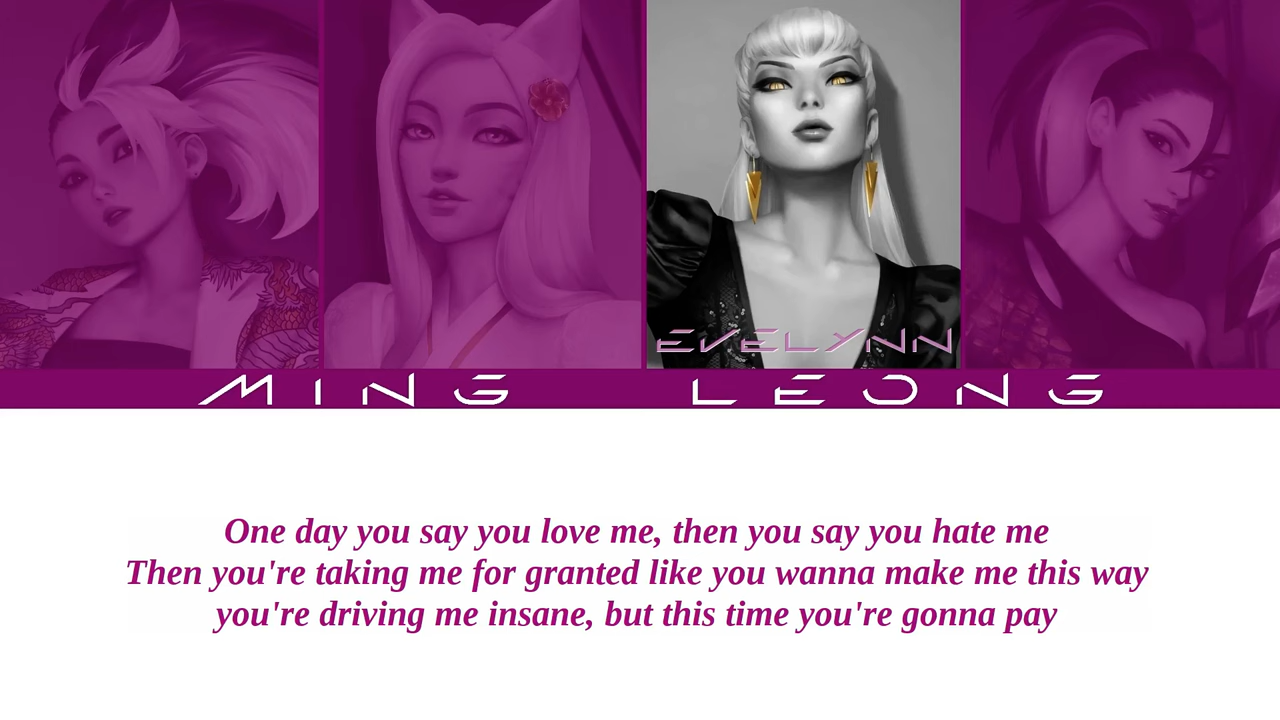 EVELYNN
MING LEONG
One day you say you love me, then you say you hate me
Then you're taking me for granted like you wanna make me this way
you're driving me insane, but this time you're gonna pay